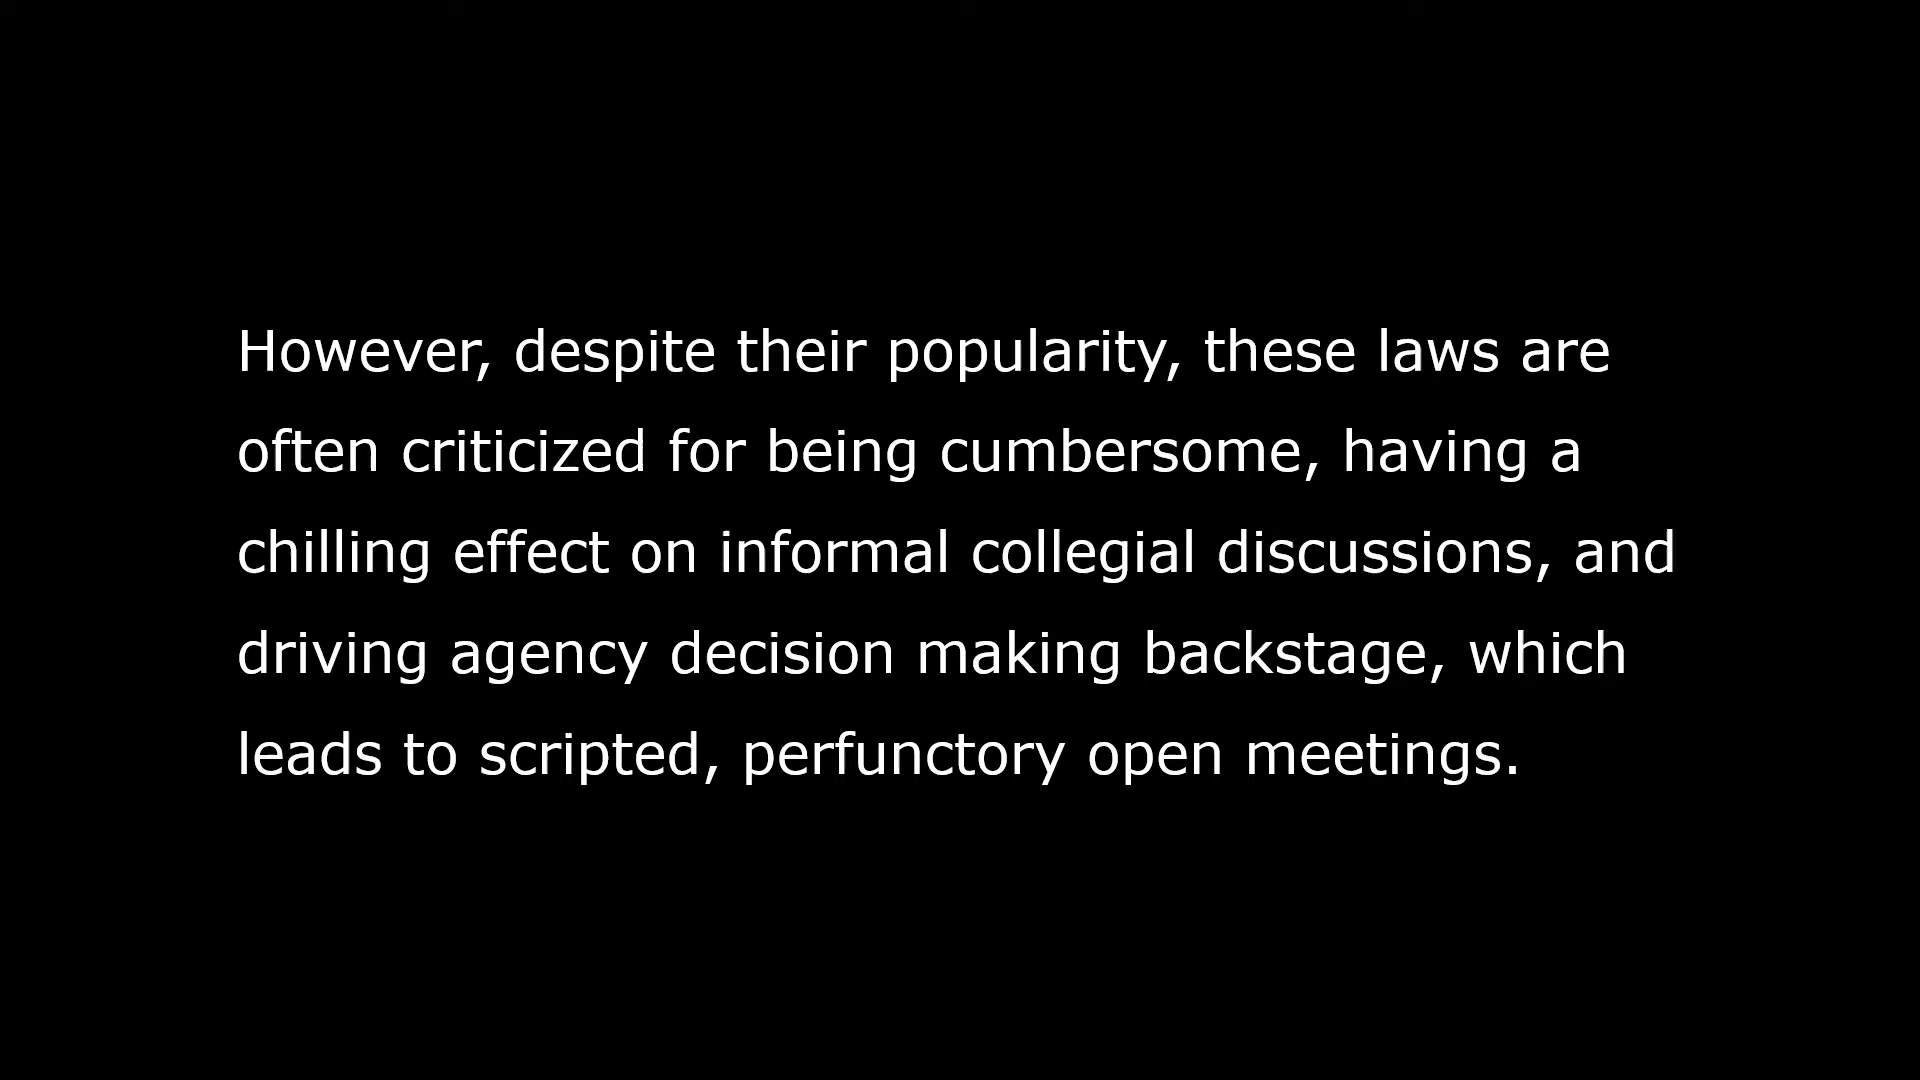 However, despite their popularity, these laws are
often criticized for being cumbersome, having a
chilling effect on informal collegial discussions, and
driving agency decision making backstage, which
leads to scripted, perfunctory open meetings.